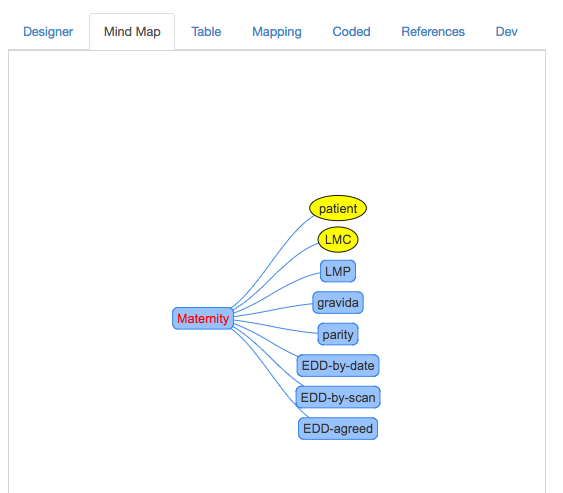 Designer Mind Map Table Mapping Coded References Dev
patient
LMC
LMP
gravida
Maternity
parity
EDD-by-date
EDD-by-scan
EDD-agreed